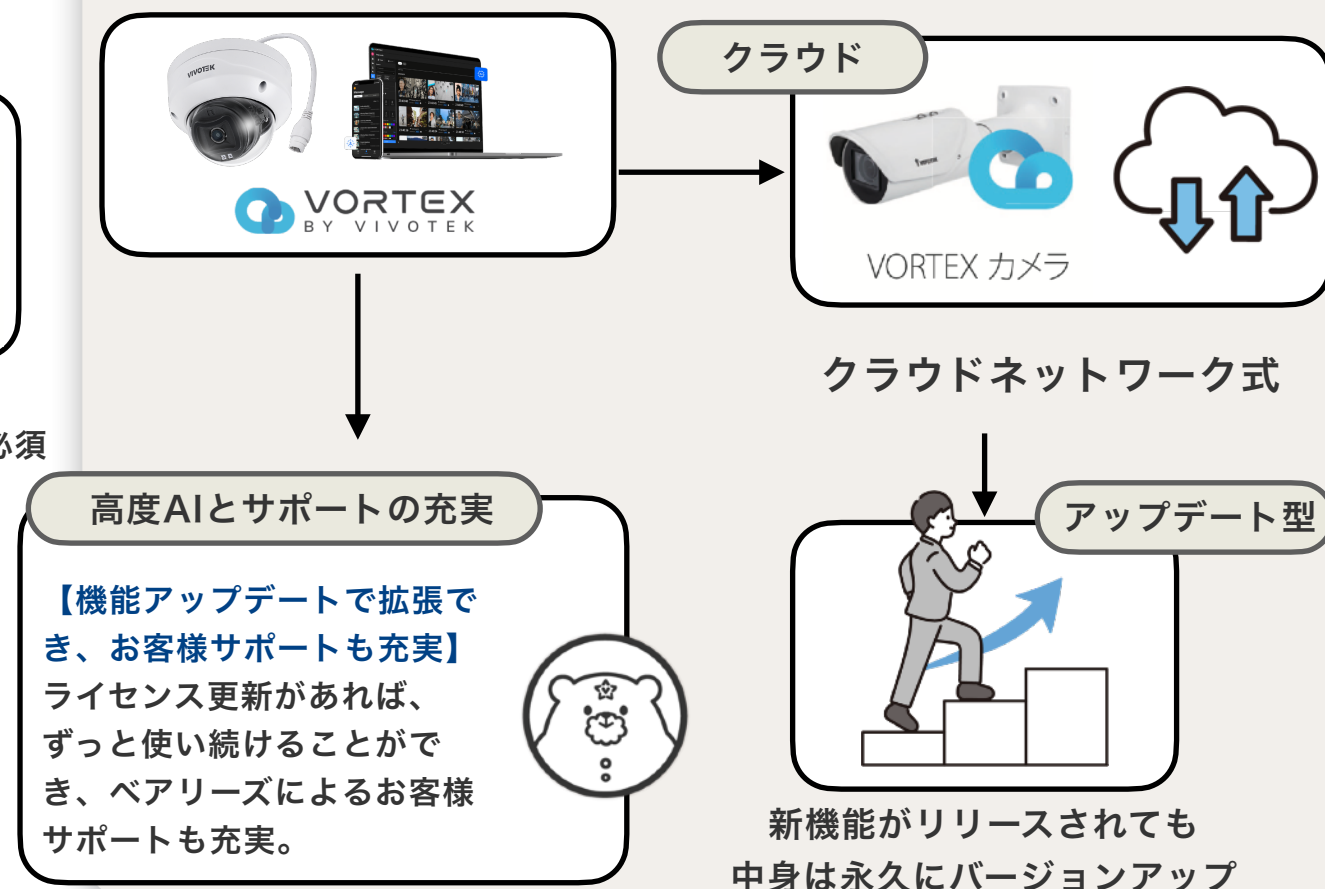 VIVOTEK
VORTEX
BY VIVOTEK
クラウド
VORTEX カメラ
クラウドネットワーク式
必須
高度AIとサポートの充実
【機能アップデートで拡張で
き、お客様サポートも充実】
ライセンス更新があれば、
ずっと使い続けることがで
き、ベアリーズによるお客様
サポートも充実。
アップデート型
新機能がリリースされても
中身は永久にバージョンアップ